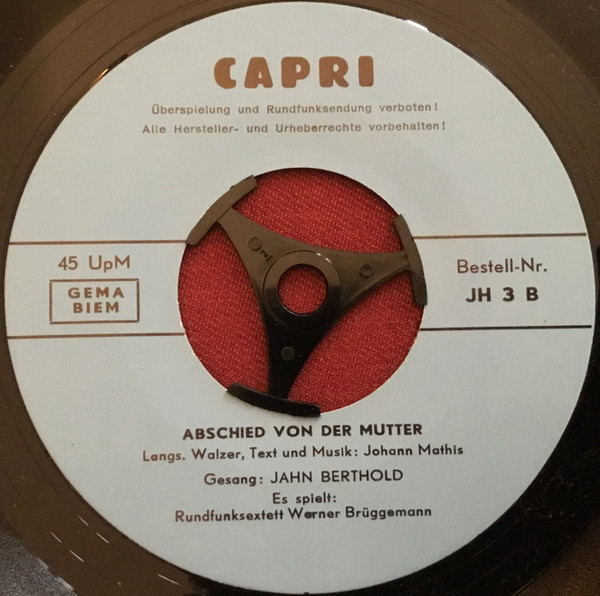 CAPRI
Überspielung und Rundfunksendung verboten!
Alle Hersteller- und Urheberrechte vorbehalten!
45 UpM
GEMA
BIEM
Bestell-Nr.
JH 3 B
ABSCHIED VON DER MUTTER
Langs. Walzer, Text und Musik: Johann Mathis
Gesang: JAHN BERTHOLD
Es spielt:
Rundfunksextett Werner Brüggemann